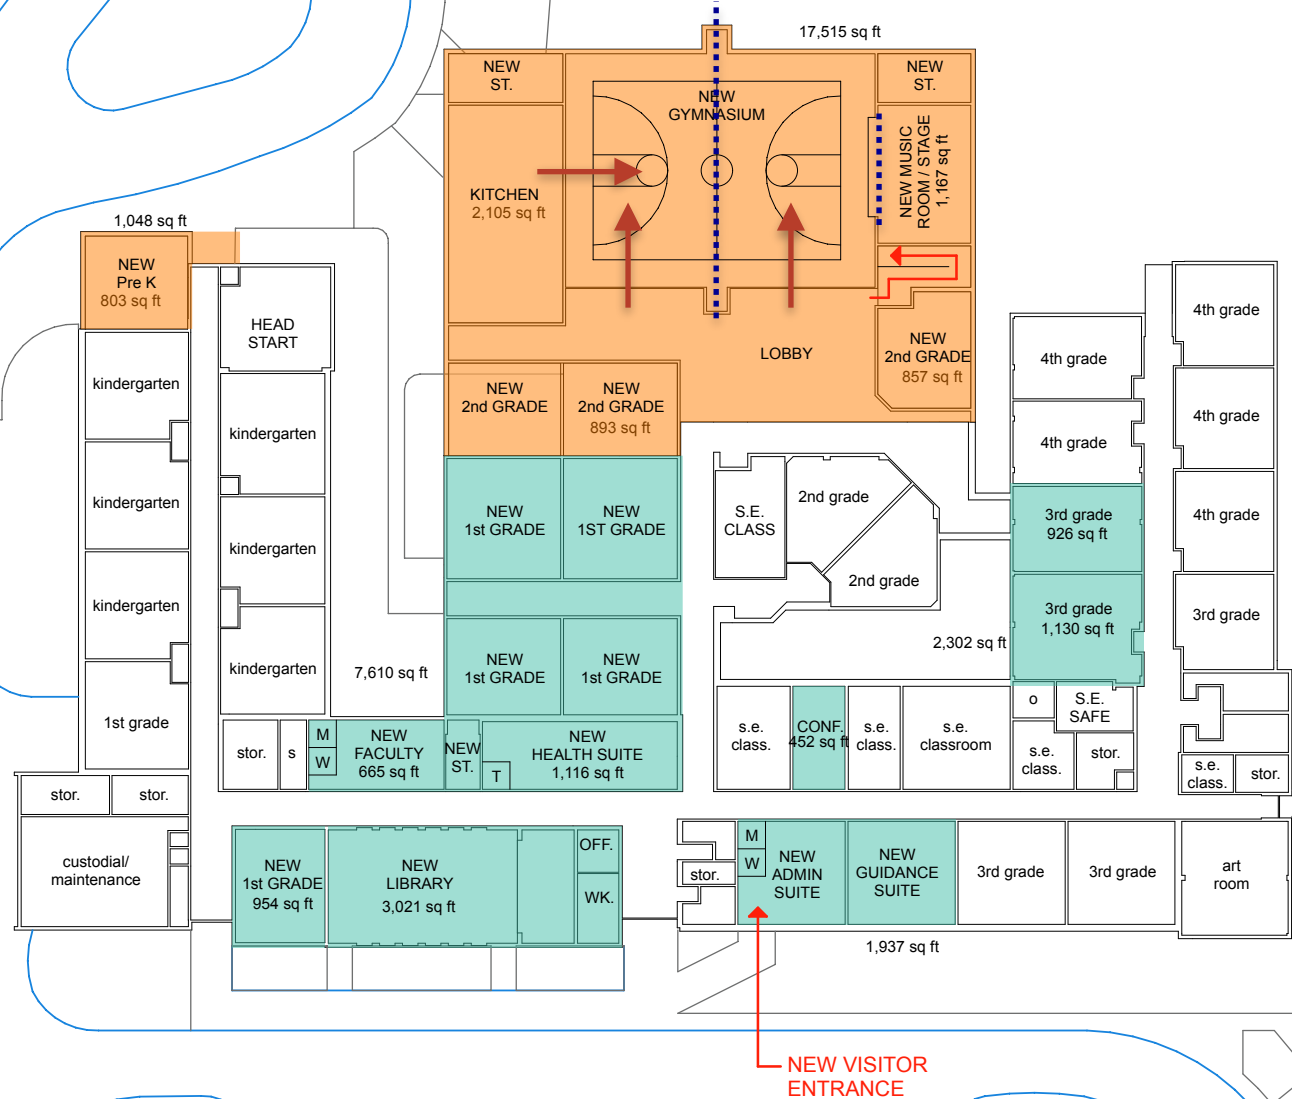 17,515 sq ft
NEW
ST.
NEW
GYMNASIUM
NEW
ST.
KITCHEN
2,105 sq ft
NEW MUSIC
ROOM / STAGE
1,167 sq ft
1,048 sq ft
NEW
Pre K
803 sq ft
HEAD
START
LOBBY
NEW
2nd GRADE
857 sq ft
4th grade
4th grade
kindergarten
NEW
2nd GRADE
NEW
2nd GRADE
893 sq ft
4th grade
kindergarten
4th grade
kindergarten
S.E.
CLASS
2nd grade
2nd grade
NEW
1st GRADE
NEW
1ST GRADE
3rd grade
926 sq ft
4th grade
kindergarten
kindergarten
kindergarten
3rd grade
1,130 sq ft
3rd grade
2,302 sq ft
7,610 sq ft
NEW
1st GRADE
NEW
1st GRADE
1st grade
stor.
s
M
W
NEW
FACULTY
665 sq ft
NEW
ST.
T
NEW
HEALTH SUITE
1,116 sq ft
s.e.
class.
CONF.
452 sq ft
s.e.
class.
s.e.
classroom
o
S.E.
SAFE
s.e.
class.
stor.
s.e.
class.
stor.
stor.
stor.
custodial/
maintenance
NEW
1st GRADE
954 sq ft
NEW
LIBRARY
3,021 sq ft
OFF.
WK.
stor.
M
W
NEW
ADMIN
SUITE
NEW
GUIDANCE
SUITE
3rd grade
3rd grade
art
room
1,937 sq ft
NEW VISITOR
ENTRANCE